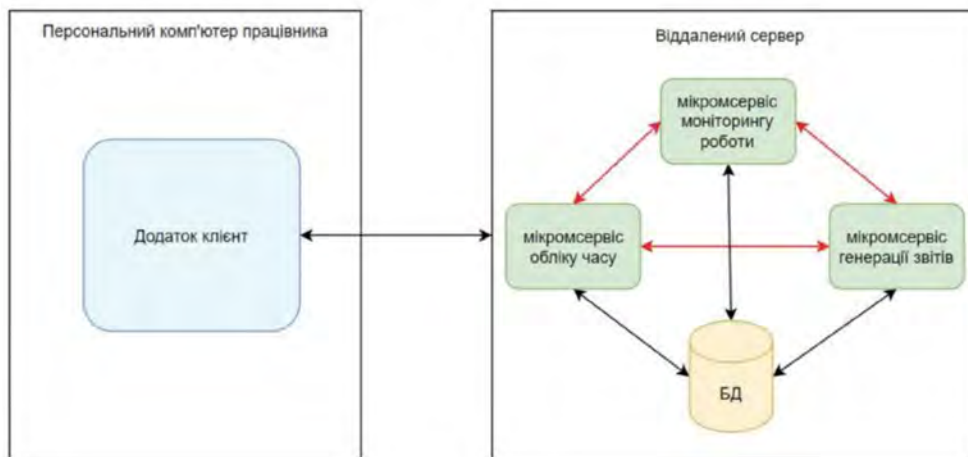 Персональний комп'ютер працівника
Додаток клієнт
Віддалений сервер
мікромсервіс
моніторингу
роботи
мікромсервіс
обліку часу
мікромсервіс
генерації звітів
БД